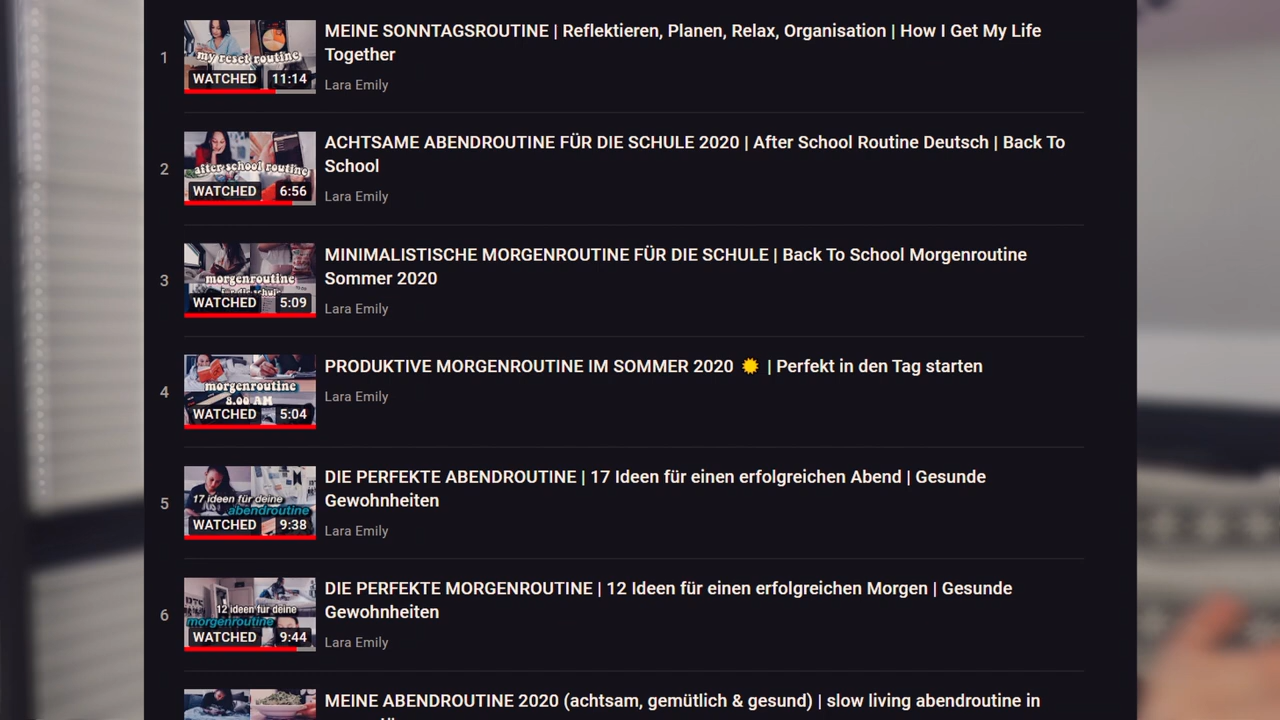 1
MEINE SONNTAGSROUTINE | Reflektieren, Planen, Relax, Organisation | How I Get My Life
Together
Lara Emily
my reset routine
WATCHED
11:14
2
ACHTSAME ABENDROUTINE FÜR DIE SCHULE 2020 | After School Routine Deutsch | Back To
School
Lara Emily
after school routine
WATCHED
6:56
3
MINIMALISTISCHE MORGENROUTINE FÜR DIE SCHULE | Back To School Morgenroutine
Sommer 2020
Lara Emily
morgenroutine
für die schule
WATCHED
5:09
4
PRODUKTIVE MORGENROUTINE IM SOMMER 2020 | Perfekt in den Tag starten
Lara Emily
morgenroutine
8.00 AM
WATCHED
5:04
5
DIE PERFEKTE ABENDROUTINE | 17 Ideen für einen erfolgreichen Abend | Gesunde
Gewohnheiten
Lara Emily
17 ideen für deine
abendroutine
WATCHED
9:38
6
DIE PERFEKTE MORGENROUTINE | 12 Ideen für einen erfolgreichen Morgen | Gesunde
Gewohnheiten
Lara Emily
12 ideen für deine
morgenroutine
WATCHED
9:44
MEINE ABENDROUTINE 2020 (achtsam, gemütlich & gesund) | slow living abendroutine in